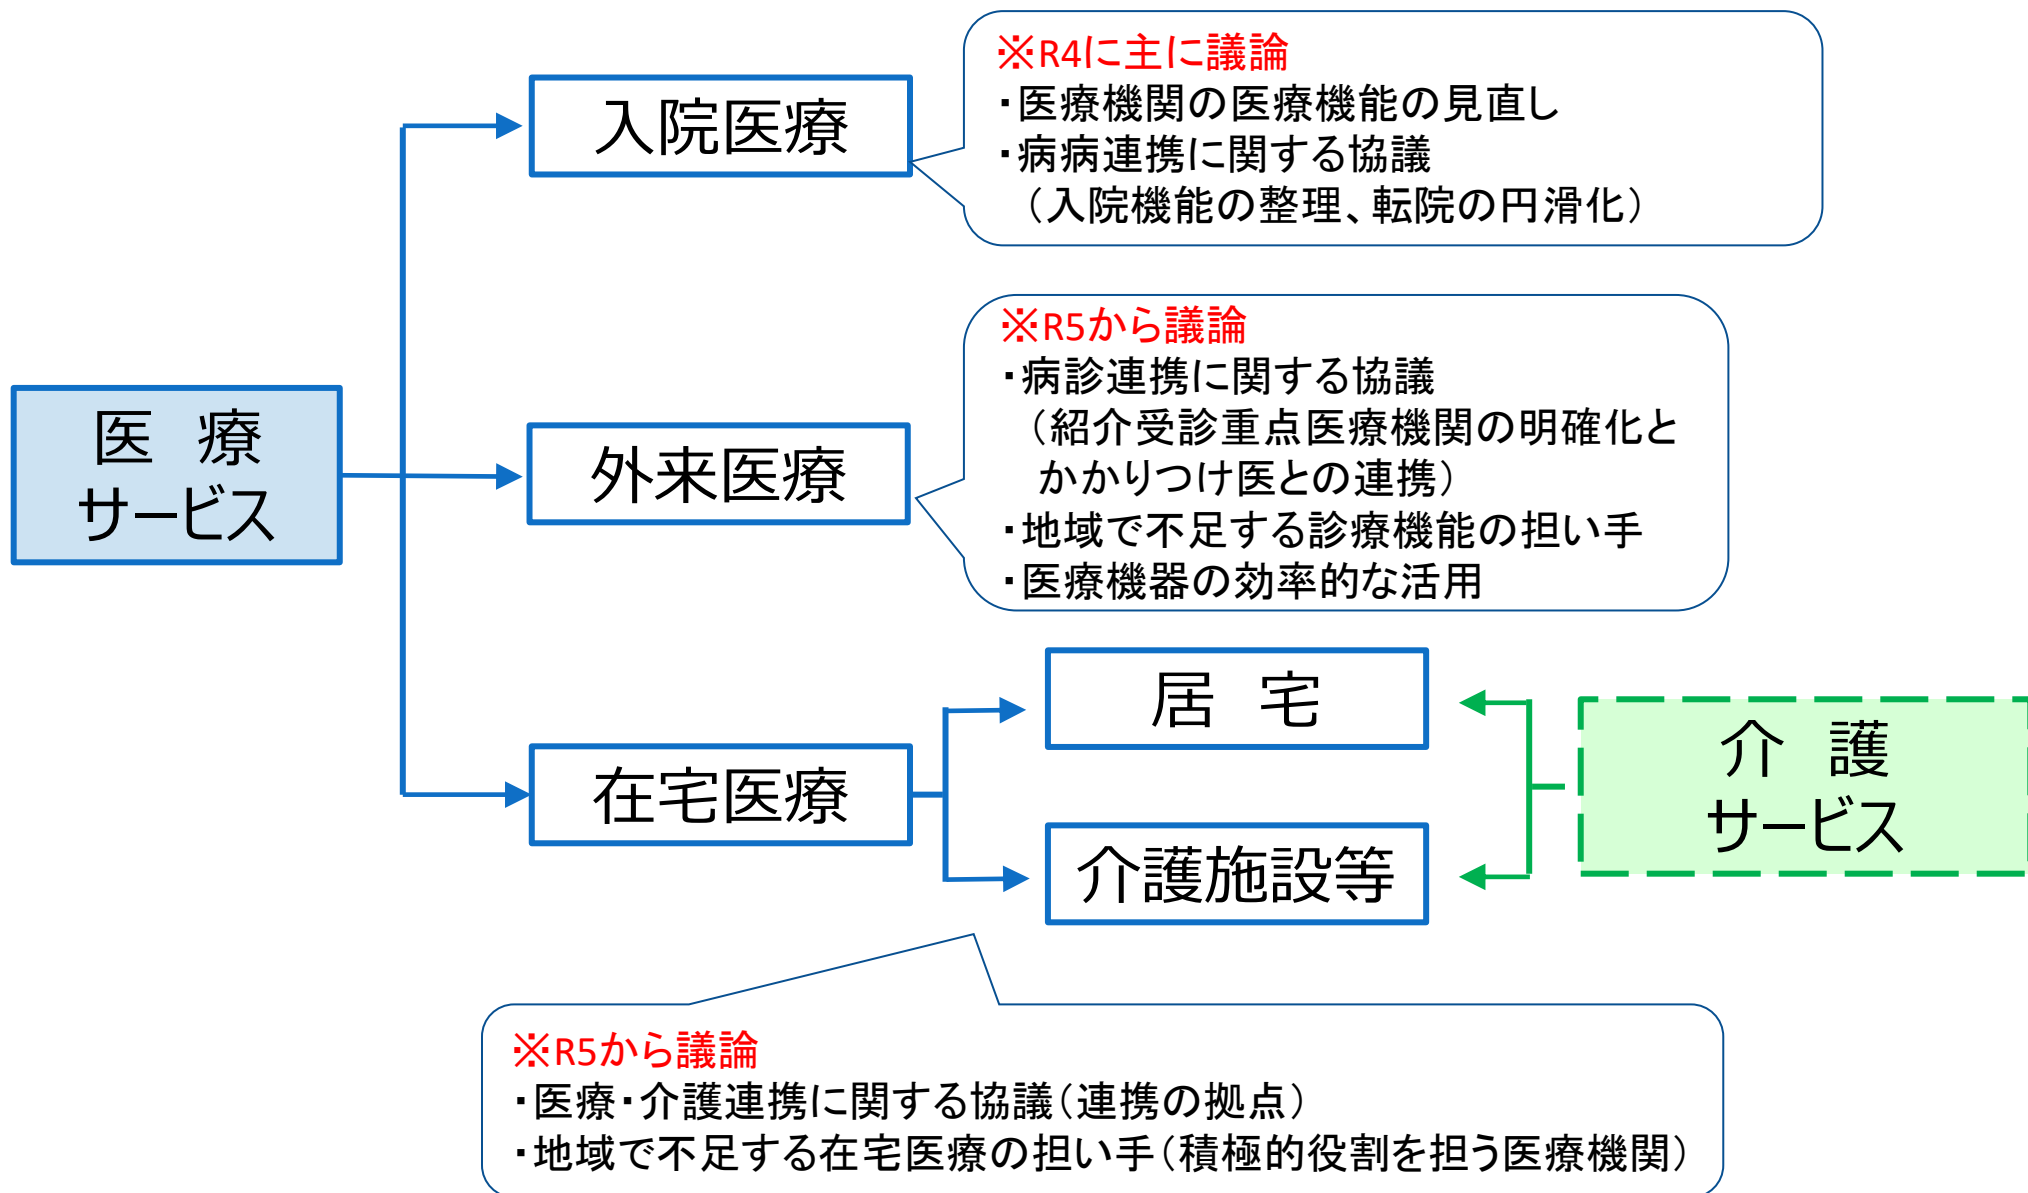 ※R4に主に議論
・医療機関の医療機能の見直し
・病病連携に関する協議
（入院機能の整理、転院の円滑化）
入院医療
※R5から議論
・病診連携に関する協議
（紹介受診重点医療機関の明確化と
かかりつけ医との連携）
・地域で不足する診療機能の担い手
・医療機器の効率的な活用
医　療
サービス
外来医療
居　宅
介　護
サービス
在宅医療
介護施設等
※R5から議論
・医療・介護連携に関する協議（連携の拠点）
・地域で不足する在宅医療の担い手（積極的役割を担う医療機関）